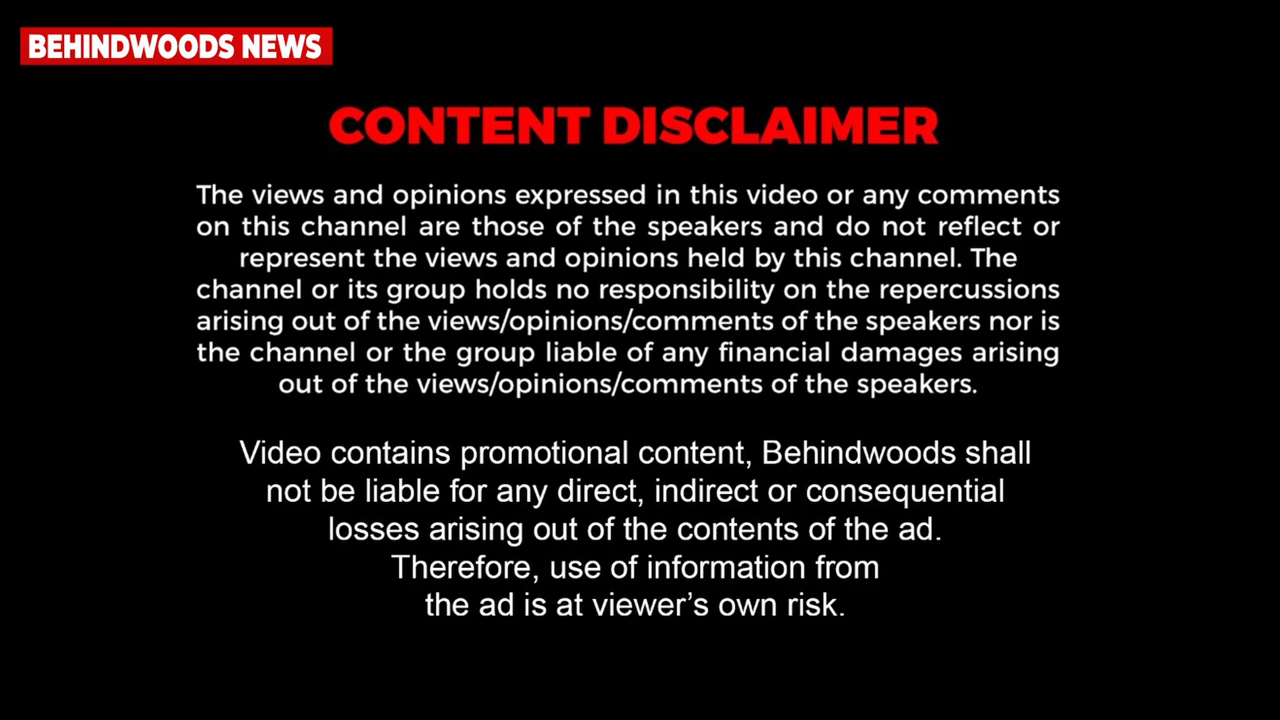 BEHINDWOODS NEWS
CONTENT DISCLAIMER
The views and opinions expressed in this video or any comments
on this channel are those of the speakers and do not reflect or
represent the views and opinions held by this channel. The
channel or its group holds no responsibility on the repercussions
arising out of the views/opinions/comments of the speakers nor is
the channel or the group liable of any financial damages arising
out of the views/opinions/comments of the speakers.
Video contains promotional content, Behindwoods shall
not be liable for any direct, indirect or consequential
losses arising out of the contents of the ad.
Therefore, use of information from
the ad is at viewer’s own risk.